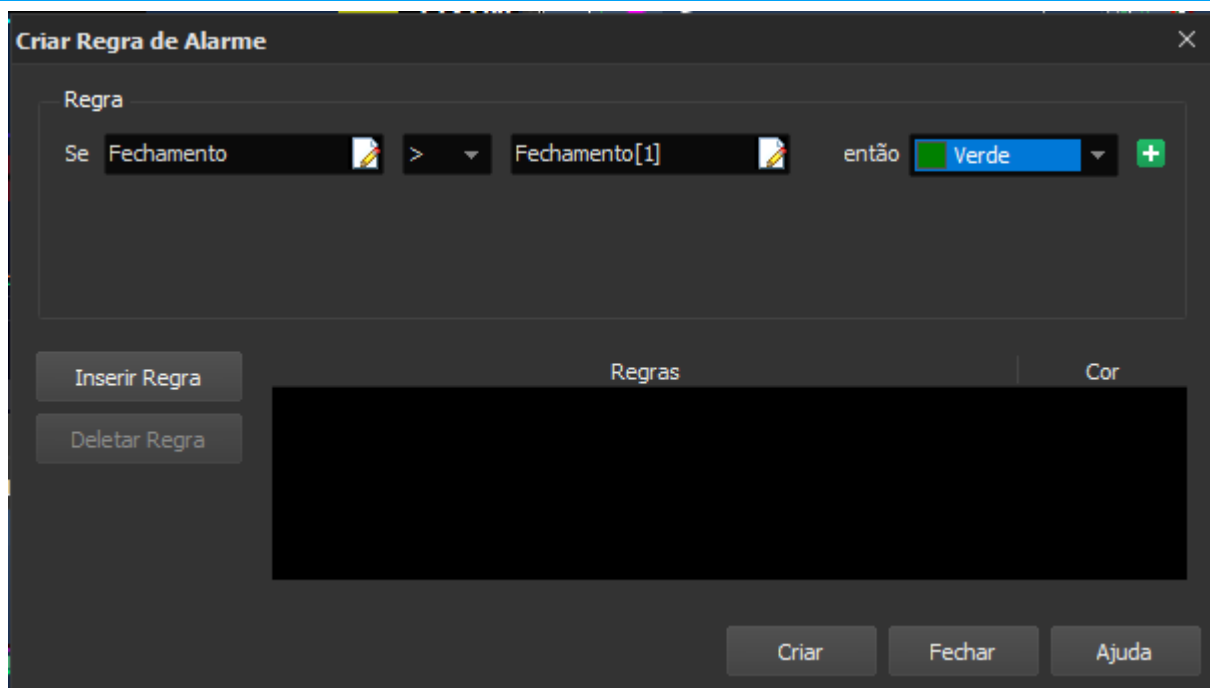 Criar Regra de Alarme
Regra
Se Fechamento > Fechamento[1] então Verde
Inserir Regra Regras Cor
Deletar Regra
Criar Fechar Ajuda